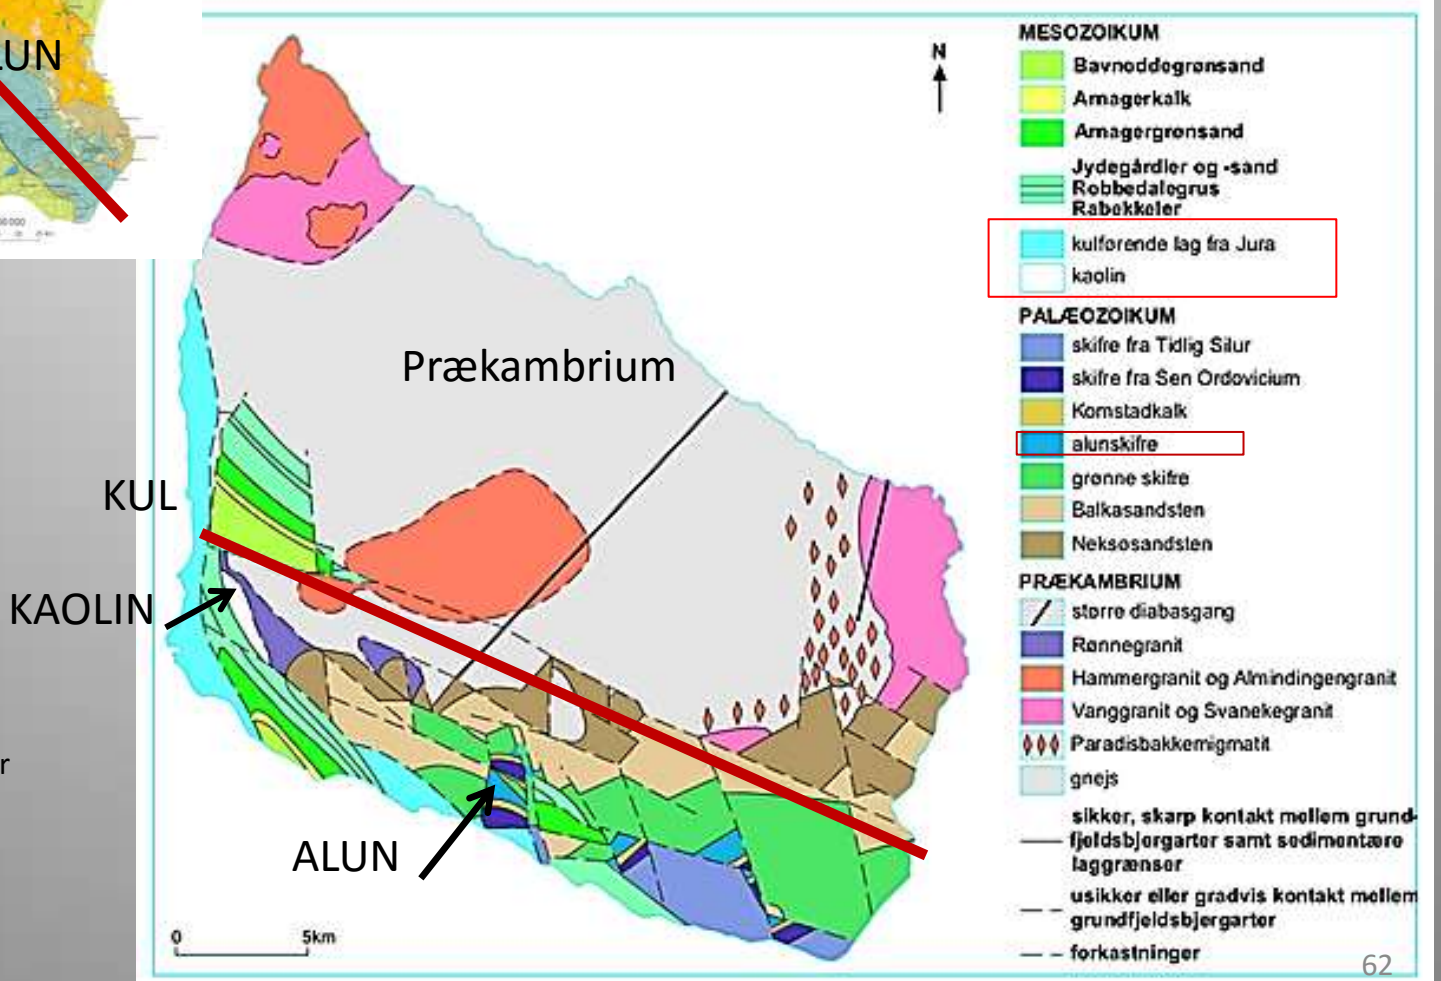 LUN
N
MESOZOIKUM
Bavnoddegrønsand
Arnagerkalk
Arnagergrønsand
Jydegårdler og -sand
Robbedalegrus
Rabekkeler
kulførende lag fra Jura
kaolin
PALÆOZOIKUM
skifre fra Tidlig Silur
skifre fra Sen Ordovicium
Komstadkalk
alunskifre
grønne skifre
Balkasandsten
Neksøsandsten
PRÆKAMBRIUM
større diabasgang
Rønnegranit
Hammergranit og Almindingengranit
Vanggranit og Svanekegranit
Paradisbakkemigmatit
gnejs
sikker, skarp kontakt mellem grund-
fjeldsbjergarter samt sedimentære
laggrænser
usikker eller gradvis kontakt mellem
grundfjeldsbjergarter
forkastninger
Prækambrium
KUL
KAOLIN
r
ALUN
0 5km
62